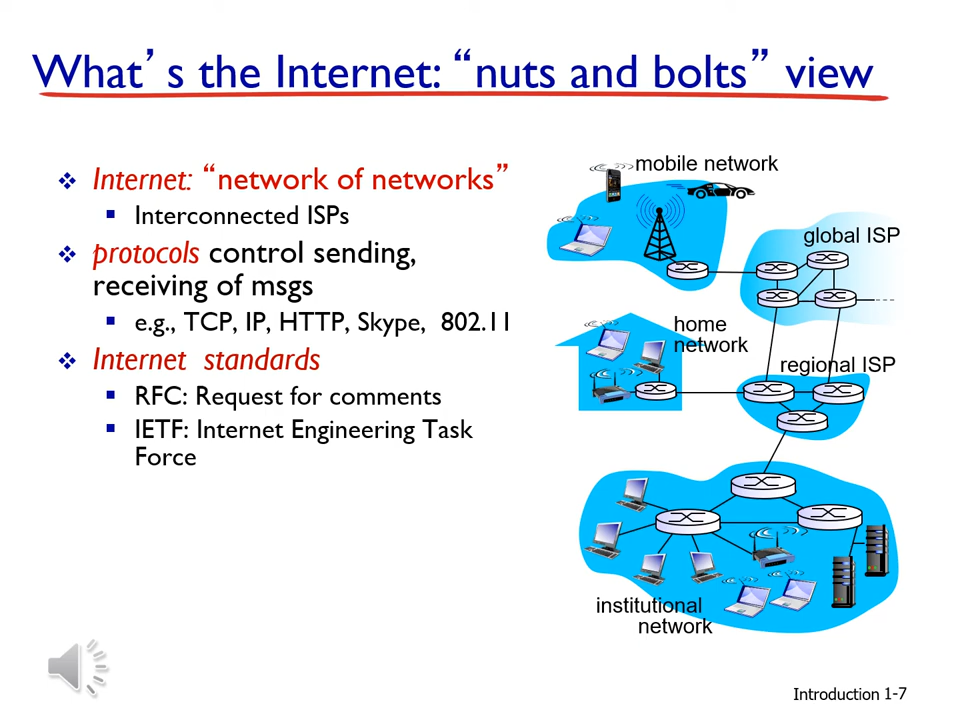 What’s the Internet: “nuts and bolts” view
Internet: “network of networks”
Interconnected ISPs
protocols control sending,
receiving of msgs
e.g., TCP, IP, HTTP, Skype, 802.11
Internet standards
RFC: Request for comments
IETF: Internet Engineering Task
Force
mobile network
global ISP
home
network
regional ISP
institutional
network
Introduction 1-7